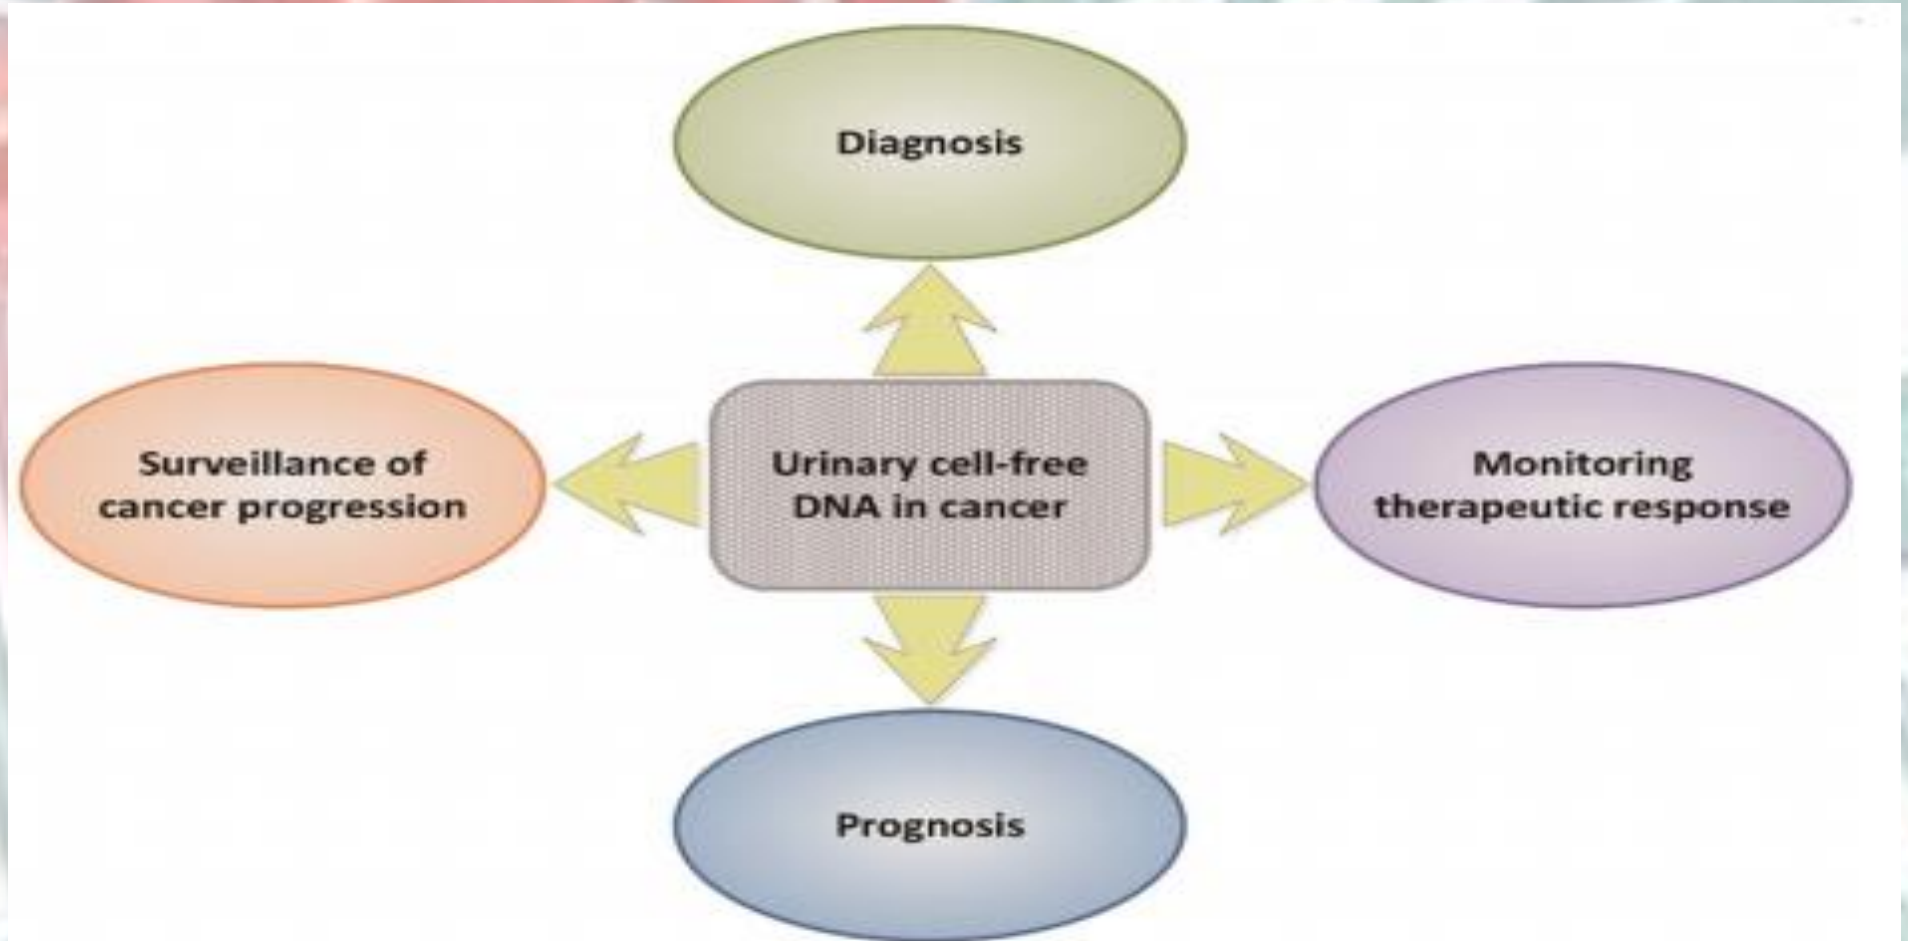 Diagnosis
Surveillance of
cancer progression
Urinary cell-free
DNA in cancer
Monitoring
therapeutic response
Prognosis